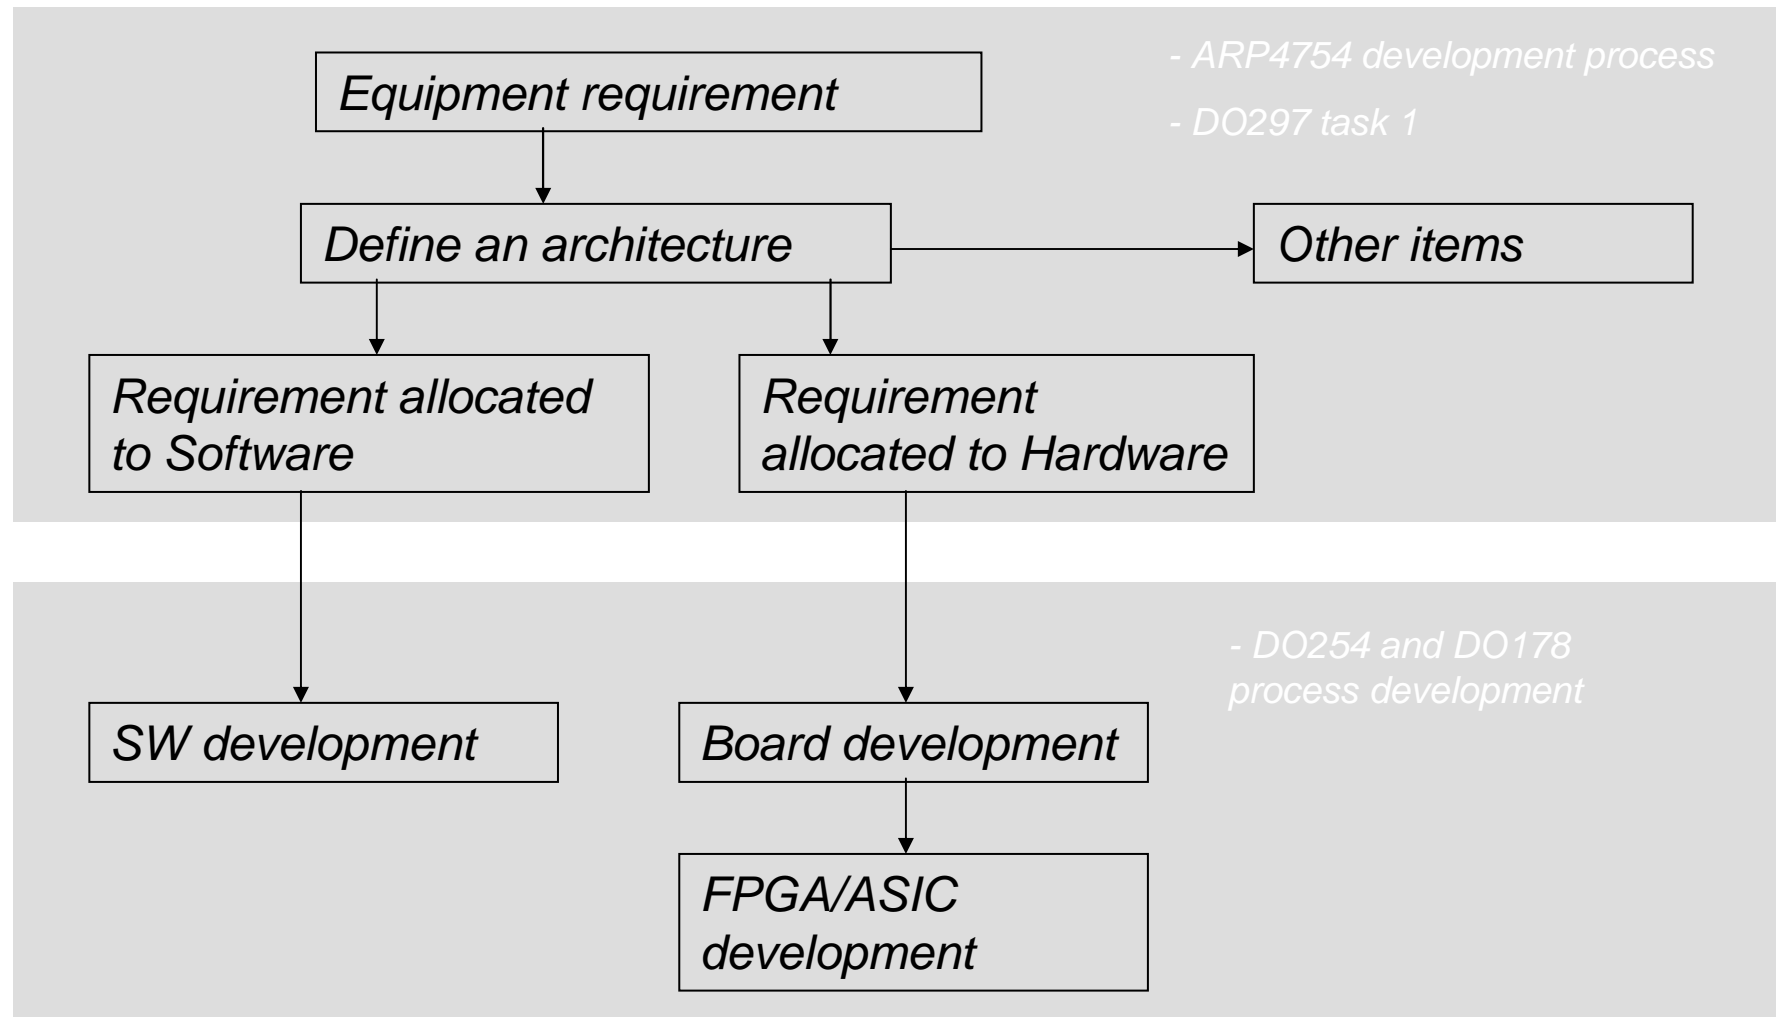 - ARP4754 development process
Equipment requirement
- DO297 task 1
Define an architecture
Other items
Requirement allocated
to Software
Requirement
allocated to Hardware
- DO254 and DO178
process development
SW development
Board development
FPGA/ASIC
development